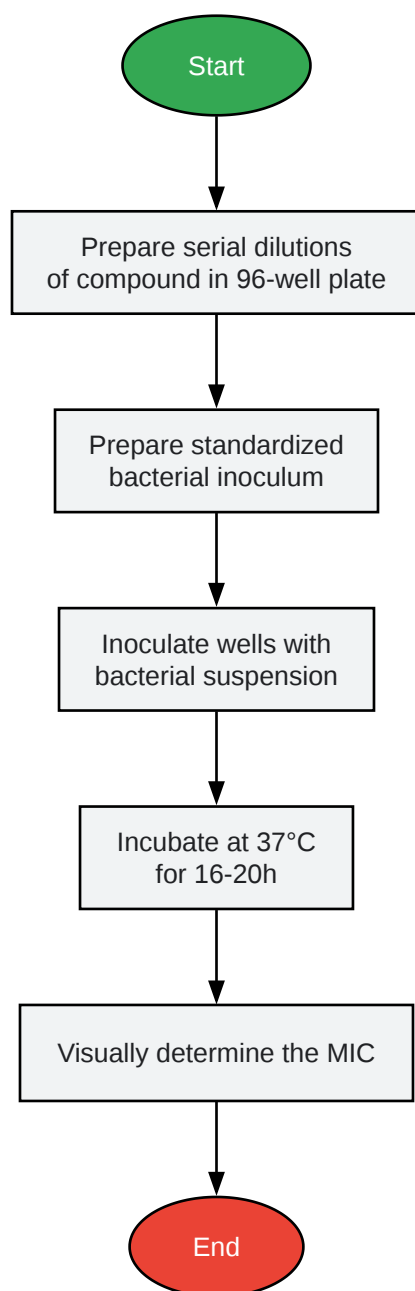 Start
Prepare serial dilutions
of compound in 96-well plate
Prepare standardized
bacterial inoculum
Inoculate wells with
bacterial suspension
Incubate at 37°C
for 16-20h
Visually determine the MIC
End